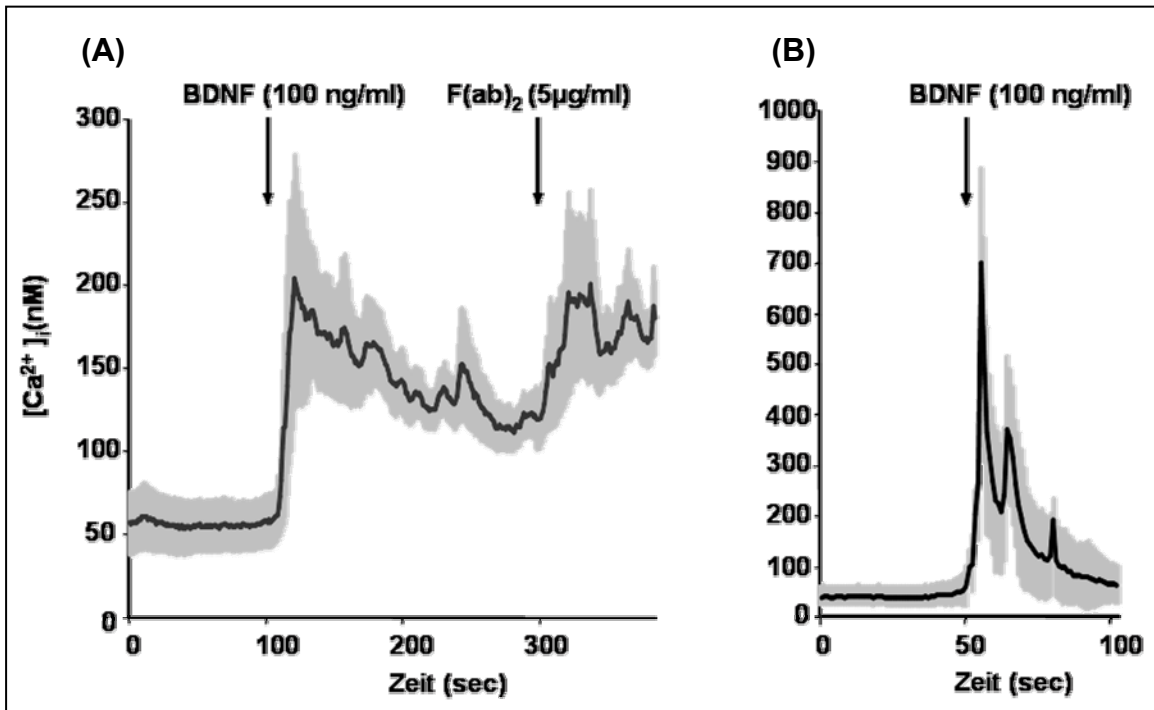 (A)
BDNF (100 ng/ml) F(ab)₂ (5µg/ml)
300
250
200
150
100
50
0
[Ca²⁺]ᵢ(nM)
0 100 200 300
Zeit (sec)
(B)
BDNF (100 ng/ml)
1000
900
800
700
600
500
400
300
200
100
0
0 50 100
Zeit (sec)